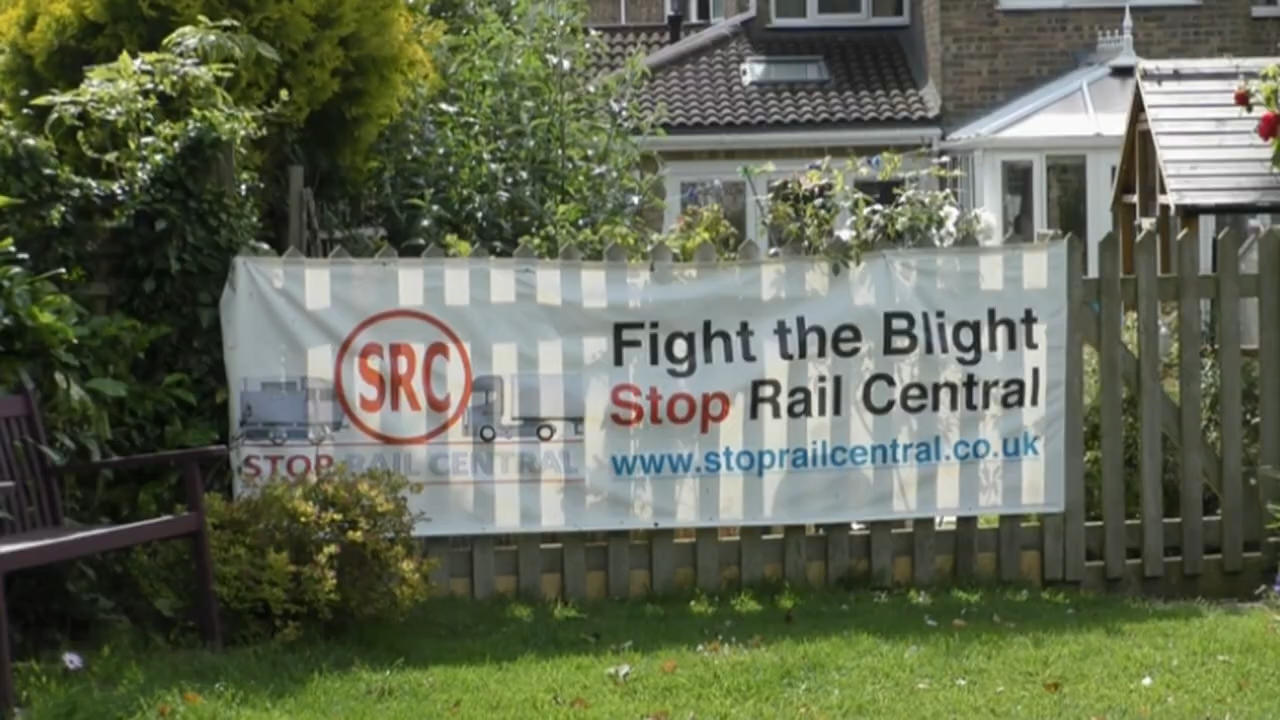 SRC
STOP RAIL CENTRAL
Fight the Blight
Stop Rail Central
www.stoprailcentral.co.uk